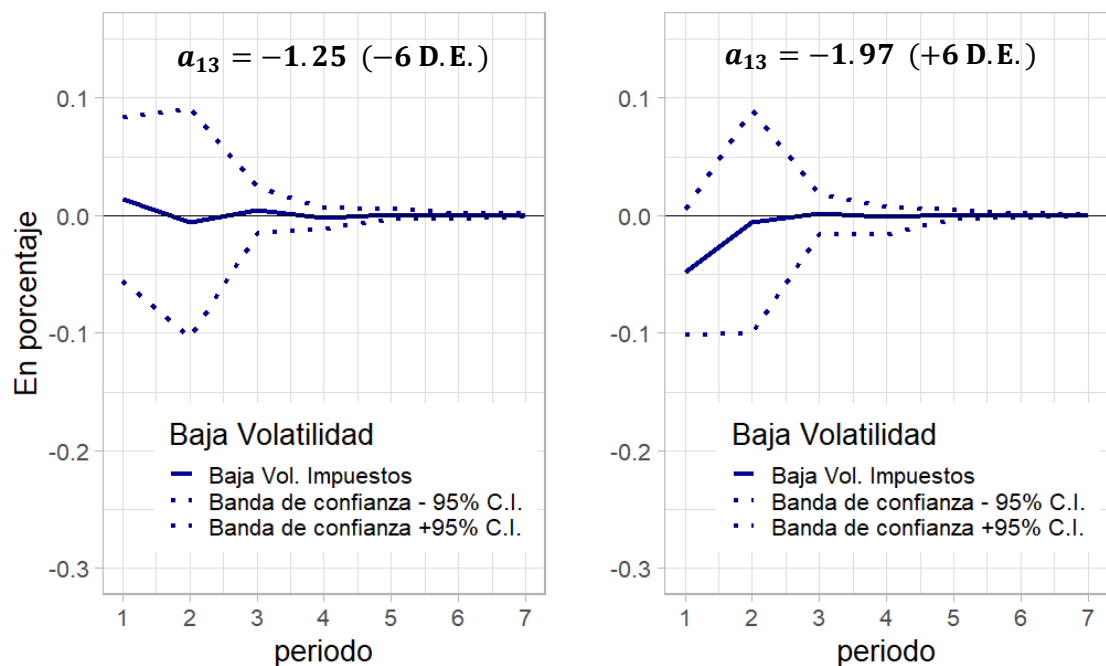 a₁₃ = −1.25 (−6 D.E.)
En porcentaje
0.1
0.0
-0.1
-0.2
-0.3
Baja Volatilidad
Baja Vol. Impuestos
Banda de confianza - 95% C.I.
Banda de confianza +95% C.I.
1 2 3 4 5 6 7
periodo
a₁₃ = −1.97 (+6 D.E.)
0.1
0.0
-0.1
-0.2
-0.3
Baja Volatilidad
Baja Vol. Impuestos
Banda de confianza - 95% C.I.
Banda de confianza +95% C.I.
1 2 3 4 5 6 7
periodo